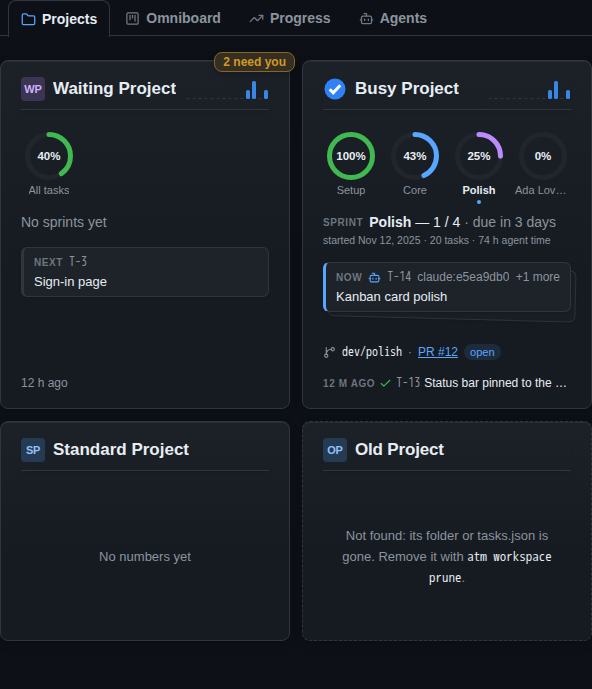 Projects
Omniboard
Progress
Agents
2 need you
WP Waiting Project
40%
All tasks
No sprints yet
NEXT T-3
Sign-in page
12 h ago
Busy Project
100% 43% 25% 0%
Setup Core Polish Ada Lov…
SPRINT Polish — 1 / 4 · due in 3 days
started Nov 12, 2025 · 20 tasks · 74 h agent time
NOW T-14 claude:e5ea9db0 +1 more
Kanban card polish
dev/polish · PR #12 open
12 M AGO T-13 Status bar pinned to the …
SP Standard Project
No numbers yet
OP Old Project
Not found: its folder or tasks.json is
gone. Remove it with atm workspace
prune.